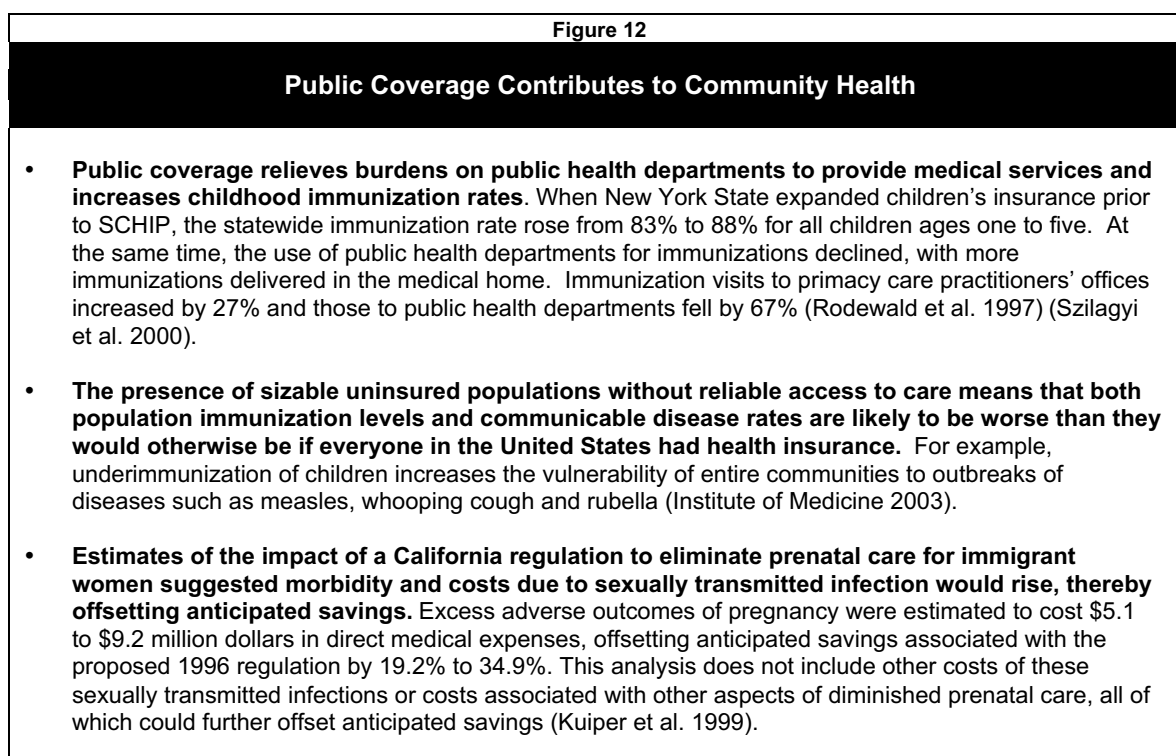 Figure 12
Public Coverage Contributes to Community Health
• Public coverage relieves burdens on public health departments to provide medical services and
increases childhood immunization rates. When New York State expanded children's insurance prior
to SCHIP, the statewide immunization rate rose from 83% to 88% for all children ages one to five.  At
the same time, the use of public health departments for immunizations declined, with more
immunizations delivered in the medical home.  Immunization visits to primacy care practitioners' offices
increased by 27% and those to public health departments fell by 67% (Rodewald et al. 1997) (Szilagyi
et al. 2000).
• The presence of sizable uninsured populations without reliable access to care means that both
population immunization levels and communicable disease rates are likely to be worse than they
would otherwise be if everyone in the United States had health insurance.  For example,
underimmunization of children increases the vulnerability of entire communities to outbreaks of
diseases such as measles, whooping cough and rubella (Institute of Medicine 2003).
• Estimates of the impact of a California regulation to eliminate prenatal care for immigrant
women suggested morbidity and costs due to sexually transmitted infection would rise, thereby
offsetting anticipated savings. Excess adverse outcomes of pregnancy were estimated to cost $5.1
to $9.2 million dollars in direct medical expenses, offsetting anticipated savings associated with the
proposed 1996 regulation by 19.2% to 34.9%. This analysis does not include other costs of these
sexually transmitted infections or costs associated with other aspects of diminished prenatal care, all of
which could further offset anticipated savings (Kuiper et al. 1999).